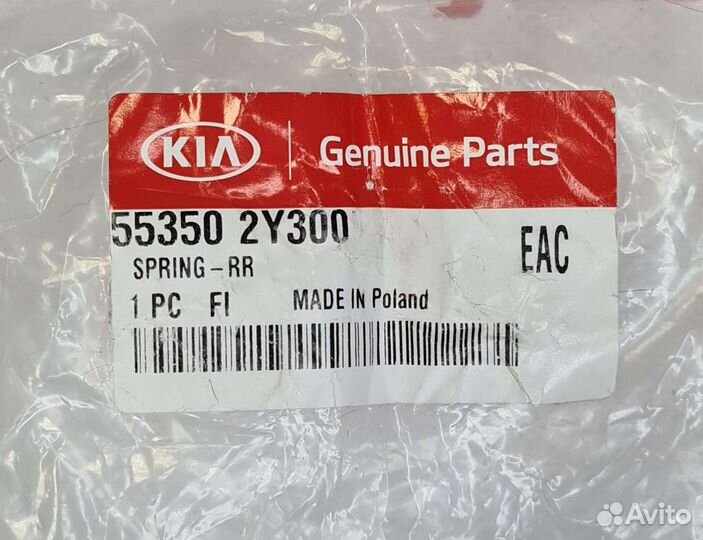 KIA Genuine Parts
55350 2Y300
EAC
SPRING-RR
1 PC FI MADE IN Poland
Avito